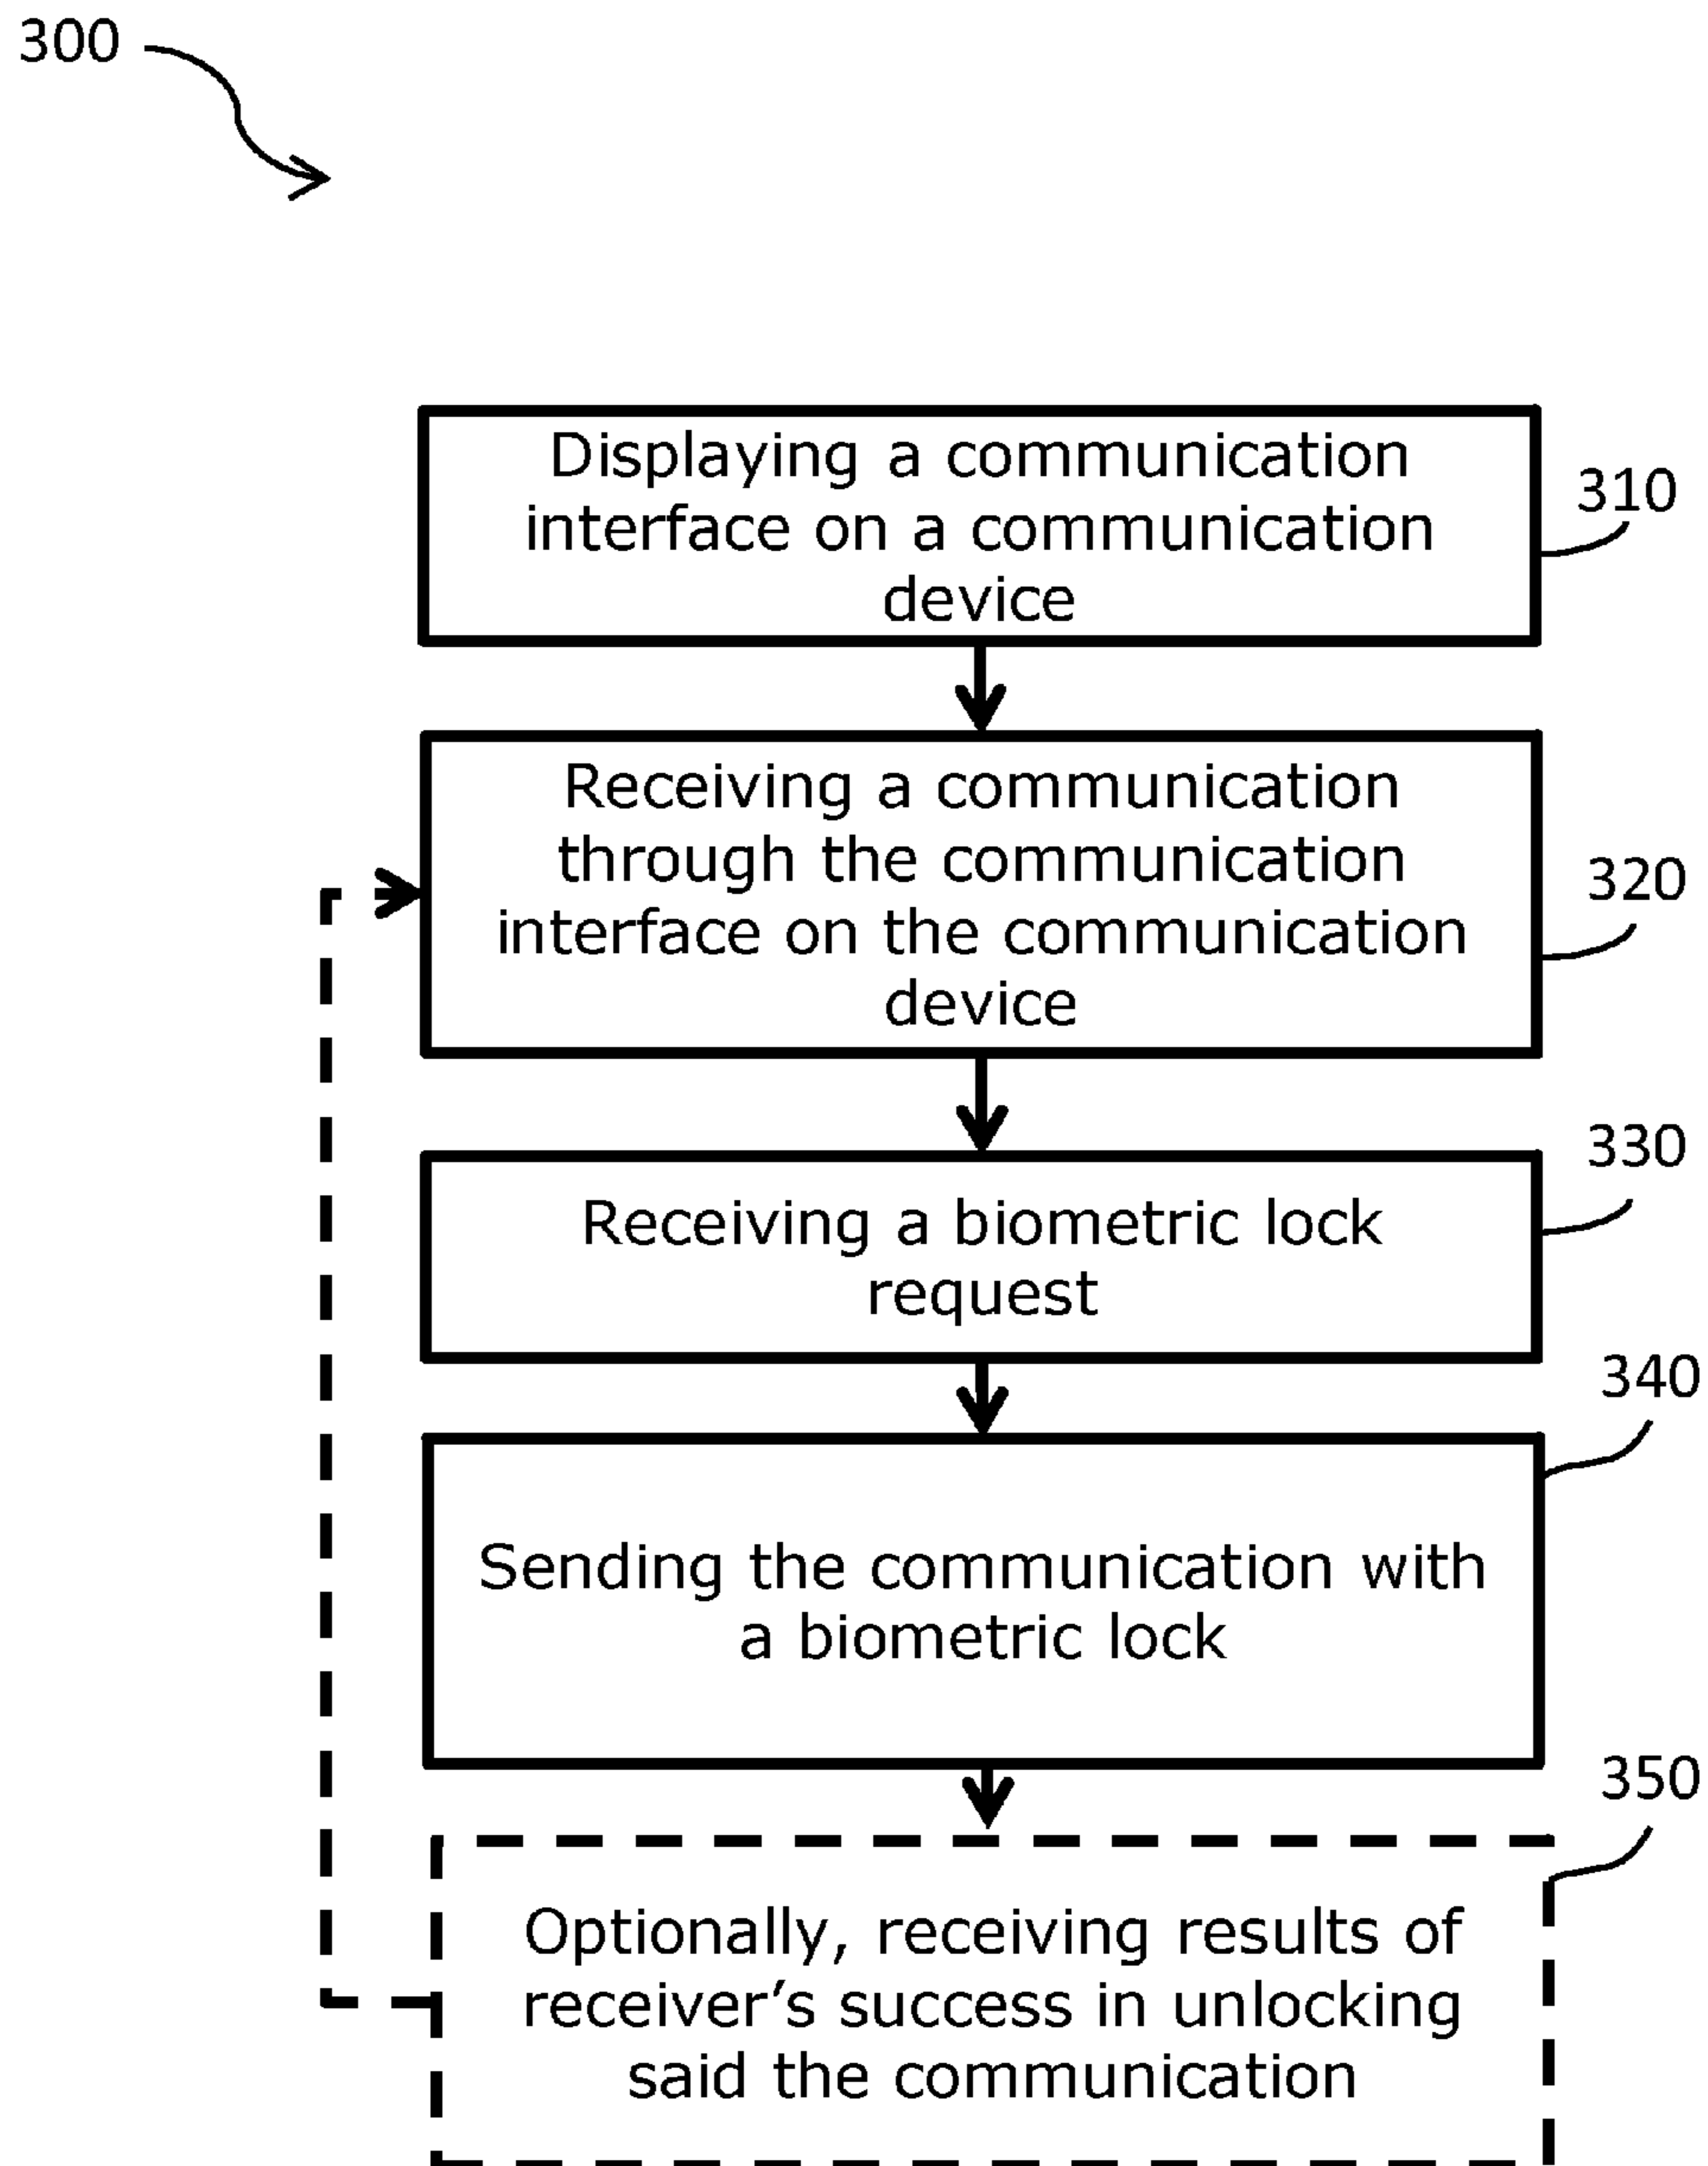 300
Displaying a communication
interface on a communication
device
310
Receiving a communication
through the communication
interface on the communication
device
320
Receiving a biometric lock
request
330
Sending the communication with
a biometric lock
340
Optionally, receiving results of
receiver’s success in unlocking
said the communication
350